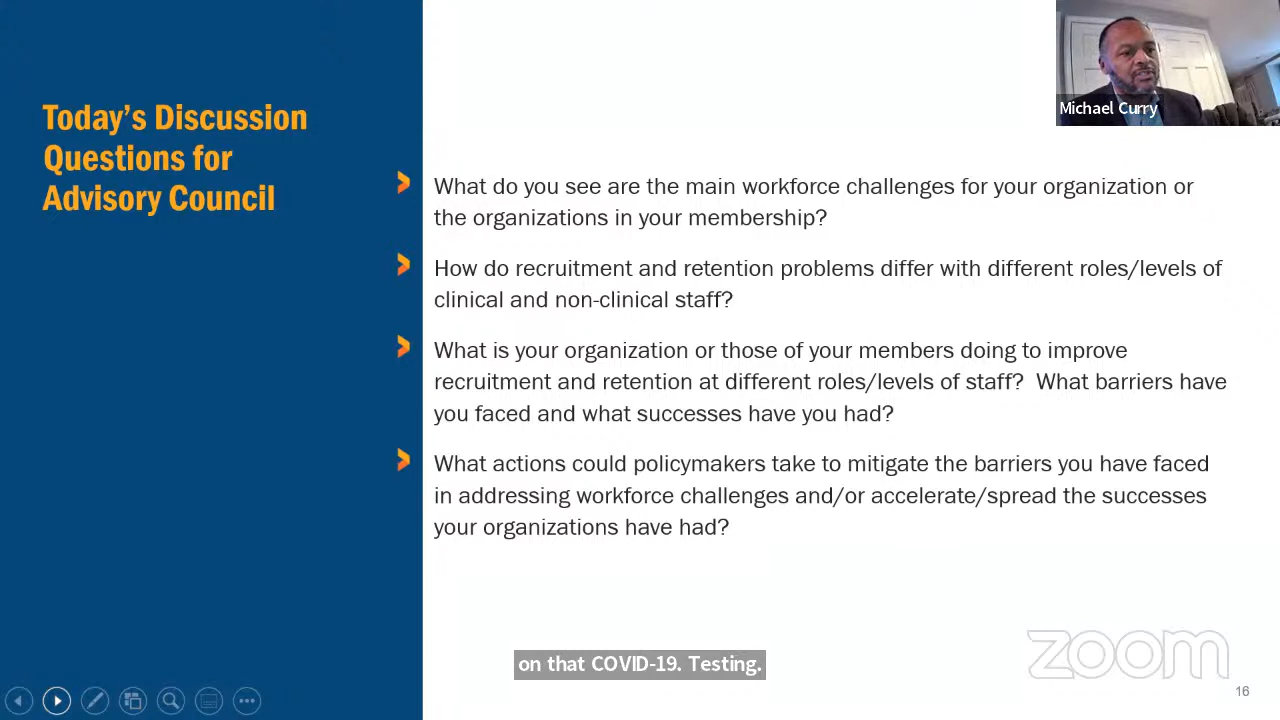 Today's Discussion
Questions for
Advisory Council
Michael Curry
What do you see are the main workforce challenges for your organization or
the organizations in your membership?
How do recruitment and retention problems differ with different roles/levels of
clinical and non-clinical staff?
What is your organization or those of your members doing to improve
recruitment and retention at different roles/levels of staff?  What barriers have
you faced and what successes have you had?
What actions could policymakers take to mitigate the barriers you have faced
in addressing workforce challenges and/or accelerate/spread the successes
your organizations have had?
on that COVID-19. Testing.
zoom
16